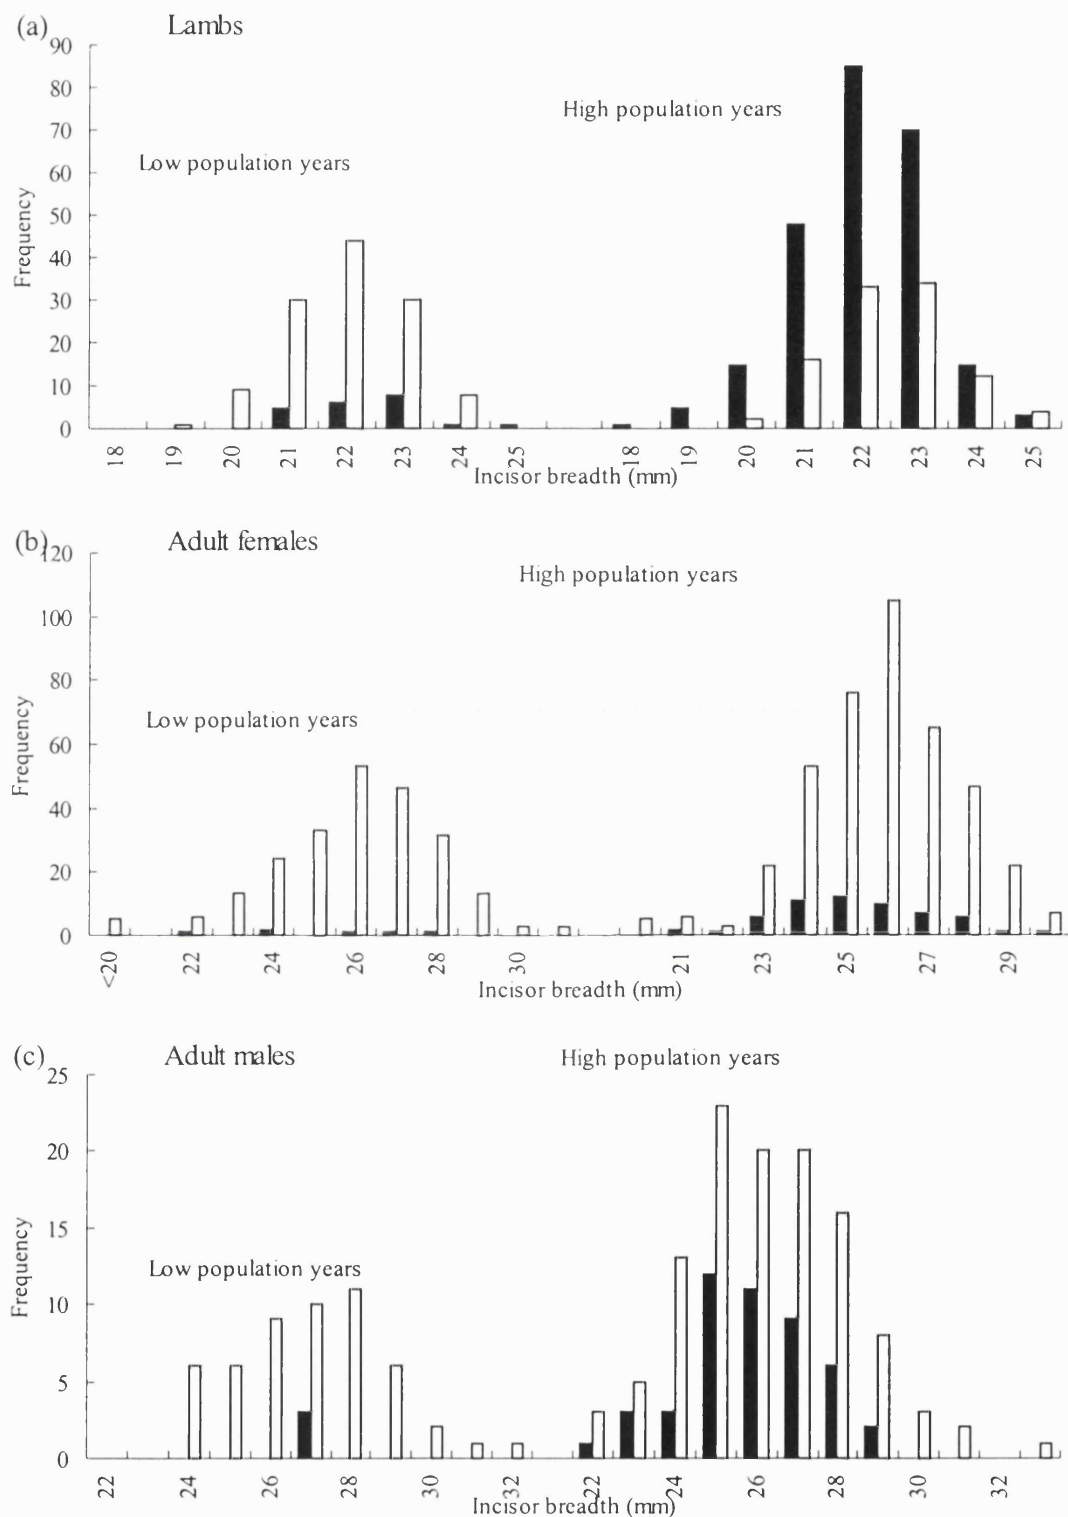 (a) Lambs
90
80
High population years
70
Low population years
60
50
40
30
20
10
0
Frequency
18 19 20 21 22 23 24 25 18 19 20 21 22 23 24 25
Incisor breadth (mm)
(b) Adult females
120
High population years
100
80
Low population years
60
40
20
0
Frequency
<20 22 24 26 28 30 21 23 25 27 29
Incisor breadth (mm)
(c) Adult males
High population years
25
20
15
Low population years
10
5
0
Frequency
22 24 26 28 30 32 22 24 26 28 30 32
Incisor breadth (mm)